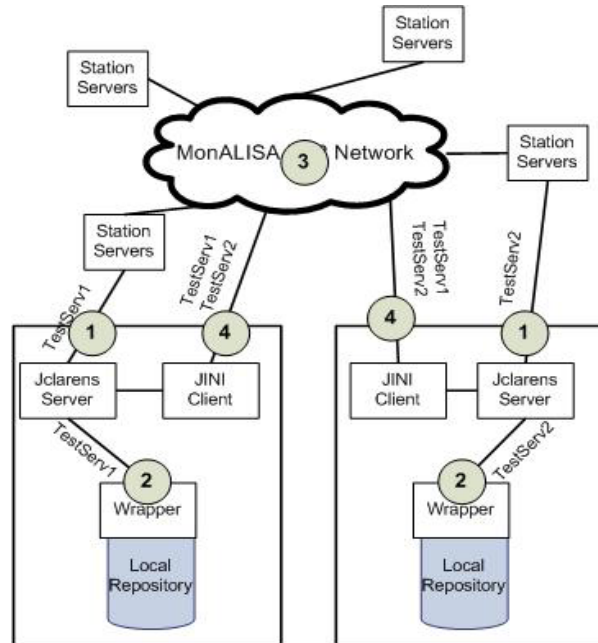 Station
Servers
Station
Servers
MonALISA
3
Network
Station
Servers
Station
Servers
TestServ1
TestServ1
TestServ2
TestServ1
TestServ2
TestServ2
1
4
4
1
Jclarens
Server
JINI
Client
JINI
Client
Jclarens
Server
TestServ1
TestServ2
2
2
Wrapper
Wrapper
Local
Repository
Local
Repository